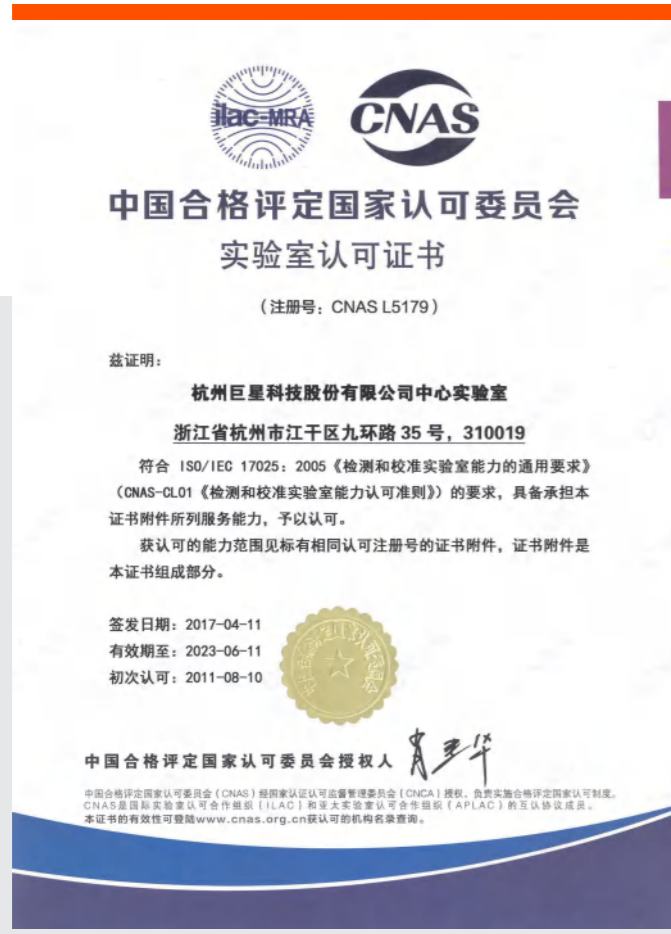 ilac-MRA
CNAS
中国合格评定国家认可委员会
实验室认可证书
（注册号：CNAS L5179）
兹证明：
杭州巨星科技股份有限公司中心实验室
浙江省杭州市江干区九环路 35 号，310019
符合 ISO/IEC 17025：2005《检测和校准实验室能力的通用要求》
（CNAS-CL01《检测和校准实验室能力认可准则》）的要求，具备承担本
证书附件所列服务能力，予以认可。
获认可的能力范围见标有相同认可注册号的证书附件，证书附件是
本证书组成部分。
签发日期：2017-04-11
有效期至：2023-06-11
初次认可：2011-08-10
中国合格评定国家认可委员会
中国合格评定国家认可委员会授权人
中国合格评定国家认可委员会（CNAS）经国家认证认可监督管理委员会（CNCA）授权，负责实施合格评定国家认可制度。
CNAS是国际实验室认可合作组织（ILAC）和亚太实验室认可合作组织（APLAC）的互认协议成员。
本证书的有效性可登陆www.cnas.org.cn获认可的机构名录查询。